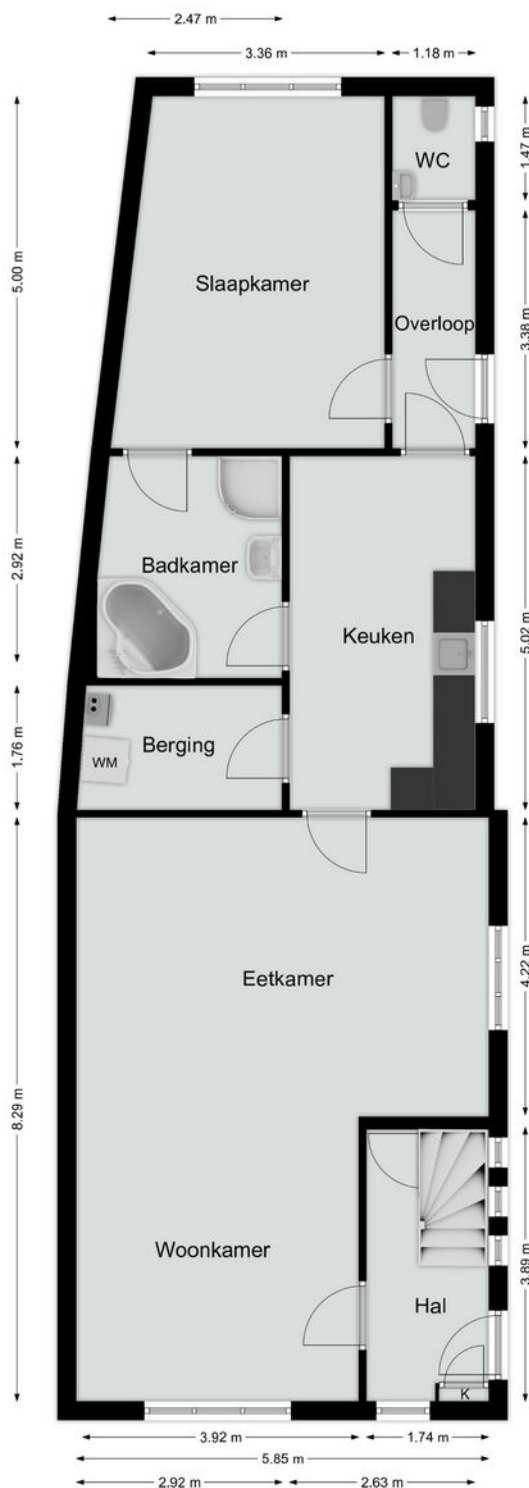 2.47 m
3.36 m
1.18 m
5.00 m
1.47 m
WC
Slaapkamer
3.38 m
Overloop
2.92 m
Badkamer
Keuken
5.02 m
1.76 m
Berging
WM
4.22 m
Eetkamer
8.29 m
Woonkamer
3.89 m
Hal
K
3.92 m
1.74 m
5.85 m
2.92 m
2.63 m